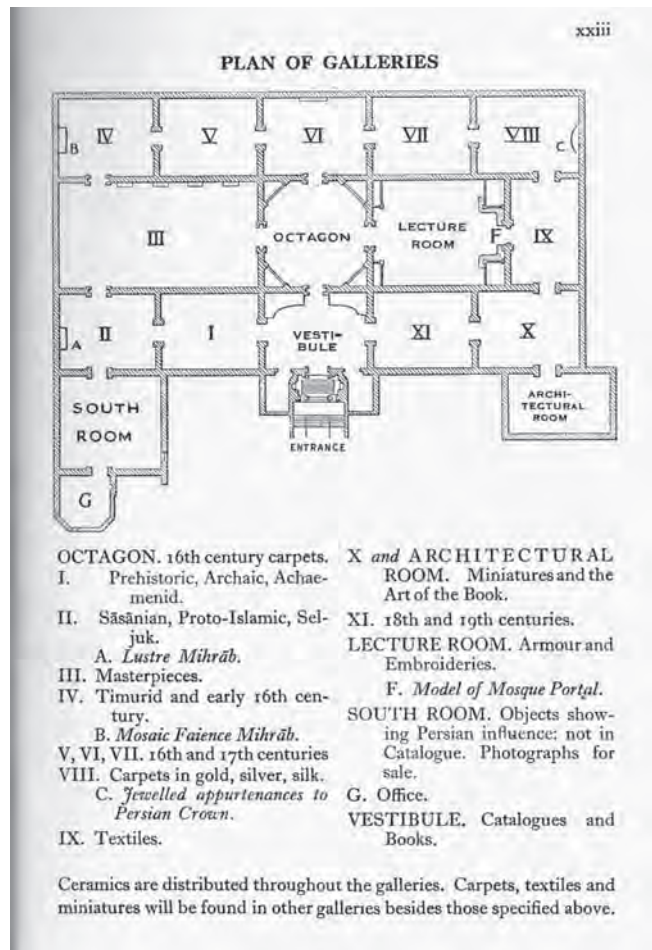 xxiii
PLAN OF GALLERIES
IV
V
VI
VII
VIII
B
C
III
OCTAGON
LECTURE
ROOM
F
IX
II
A
I
VESTI-
BULE
XI
X
SOUTH
ROOM
ARCHI-
TECTURAL
ROOM
ENTRANCE
G
OCTAGON. 16th century carpets.
I. Prehistoric, Archaic, Achae-
menid.
II. Sāsānian, Proto-Islamic, Sel-
juk.
A. Lustre Mihrāb.
III. Masterpieces.
IV. Timurid and early 16th cen-
tury.
B. Mosaic Faience Mihrāb.
V, VI, VII. 16th and 17th centuries
VIII. Carpets in gold, silver, silk.
C. Jewelled appurtenances to
Persian Crown.
IX. Textiles.
X and ARCHITECTURAL
ROOM. Miniatures and the
Art of the Book.
XI. 18th and 19th centuries.
LECTURE ROOM. Armour and
Embroideries.
F. Model of Mosque Portal.
SOUTH ROOM. Objects show-
ing Persian influence: not in
Catalogue. Photographs for
sale.
G. Office.
VESTIBULE. Catalogues and
Books.
Ceramics are distributed throughout the galleries. Carpets, textiles and
miniatures will be found in other galleries besides those specified above.